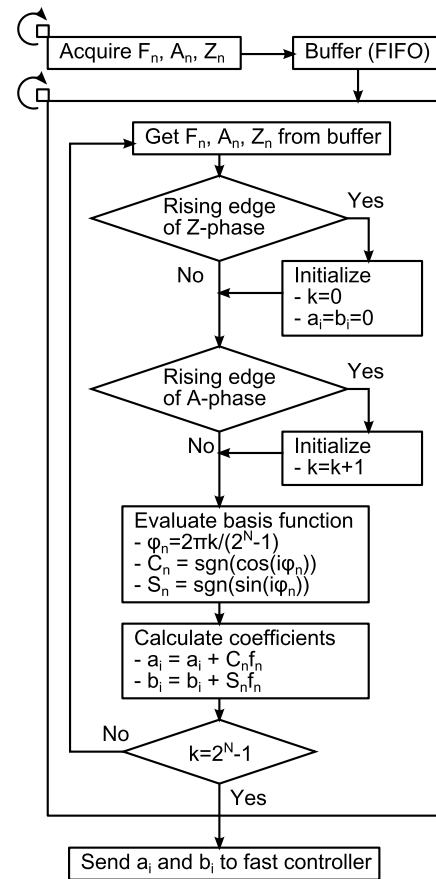 Acquire Fₙ, Aₙ, Zₙ
Buffer (FIFO)
Get Fₙ, Aₙ, Zₙ from buffer
Rising edge
of Z-phase
Yes
No
Initialize
- k=0
- aᵢ=bᵢ=0
Rising edge
of A-phase
Yes
No
Initialize
- k=k+1
Evaluate basis function
- φₙ=2πk/(2ᴺ-1)
- Cₙ = sgn(cos(iφₙ))
- Sₙ = sgn(sin(iφₙ))
Calculate coefficients
- aᵢ = aᵢ + Cₙfₙ
- bᵢ = bᵢ + Sₙfₙ
No
k=2ᴺ-1
Yes
Send aᵢ and bᵢ to fast controller